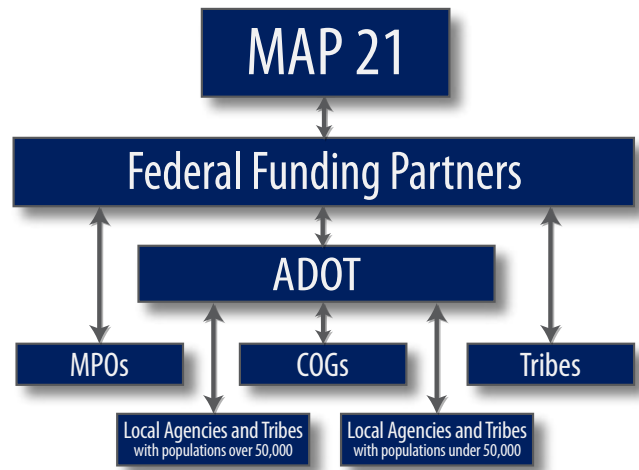 MAP 21
Federal Funding Partners
ADOT
MPOs
COGs
Tribes
Local Agencies and Tribes
with populations over 50,000
Local Agencies and Tribes
with populations under 50,000